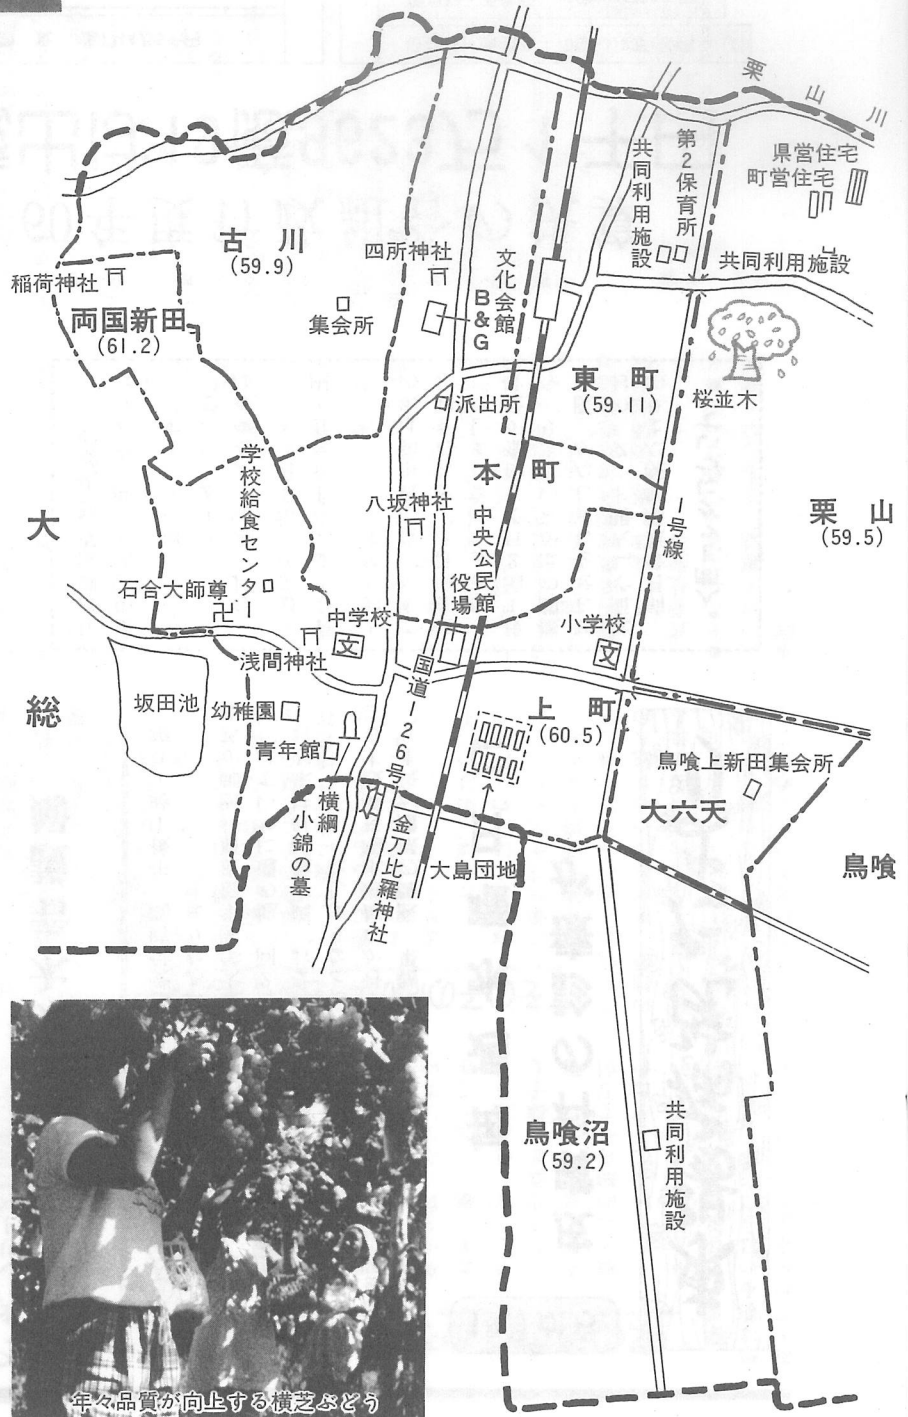 栗山川
県営住宅
町営住宅
第2保育所
共同利用施設
共同利用施設
古川
(59.9)
四所神社
文化会館
B&G
稲荷神社
両国新田
(61.2)
集会所
東町
(59.11)
桜並木
派出所
本町
学校給食センター
八坂神社
中央公民館
役場
一号線
栗山
(59.5)
大総
石合大師尊
中学校
文
小学校
文
浅間神社
坂田池
幼稚園
青年館
国道126号
上町
(60.5)
鳥喰上新田集会所
大六天
鳥喰
横綱小錦の墓
金刀比羅神社
大島団地
鳥喰沼
(59.2)
共同利用施設
年々品質が向上する横芝ぶどう